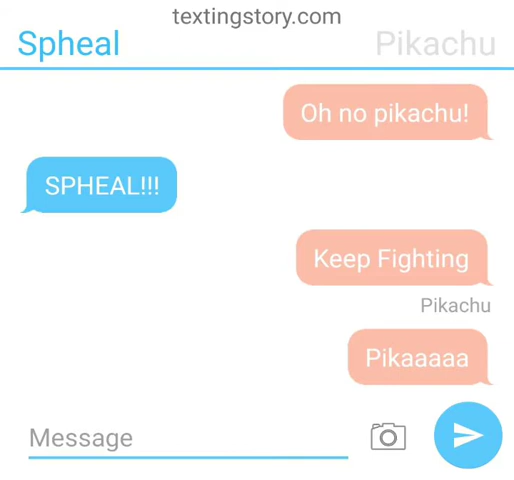 textingstory.com
Spheal
Pikachu
Oh no pikachu!
SPHEAL!!!
Keep Fighting
Pikachu
Pikaaaaa
Message